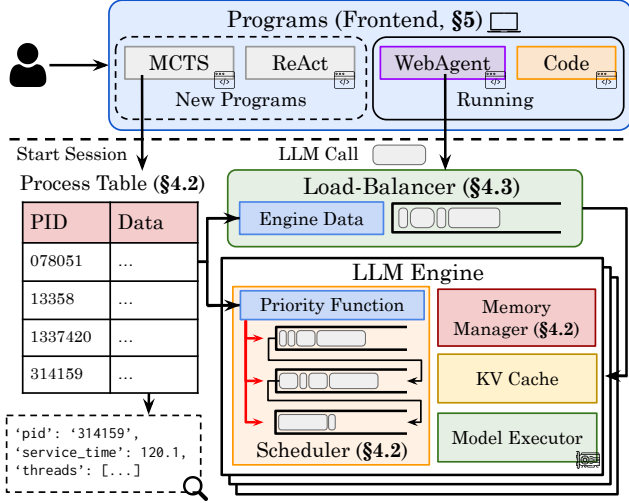 Programs (Frontend, §5)
MCTS
ReAct
New Programs
WebAgent
Code
Running
Start Session
LLM Call
Process Table (§4.2)
PID Data
078051 ...
13358 ...
1337420 ...
314159 ...
'pid': '314159',
'service_time': 120.1,
'threads': [...]
Load-Balancer (§4.3)
Engine Data
LLM Engine
Priority Function
Scheduler (§4.2)
Memory
Manager (§4.2)
KV Cache
Model Executor